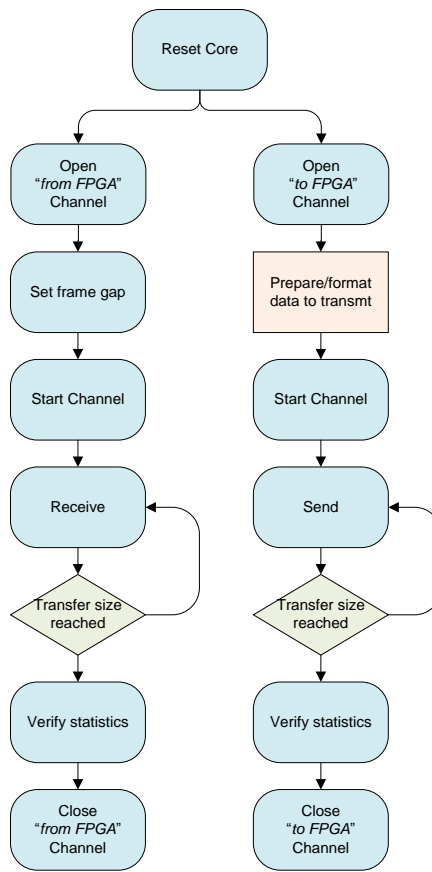 Reset Core
Open
“from FPGA”
Channel
Set frame gap
Start Channel
Receive
Transfer size
reached
Verify statistics
Close
“from FPGA”
Channel
Open
“to FPGA”
Channel
Prepare/format
data to transmt
Start Channel
Send
Transfer size
reached
Verify statistics
Close
“to FPGA”
Channel